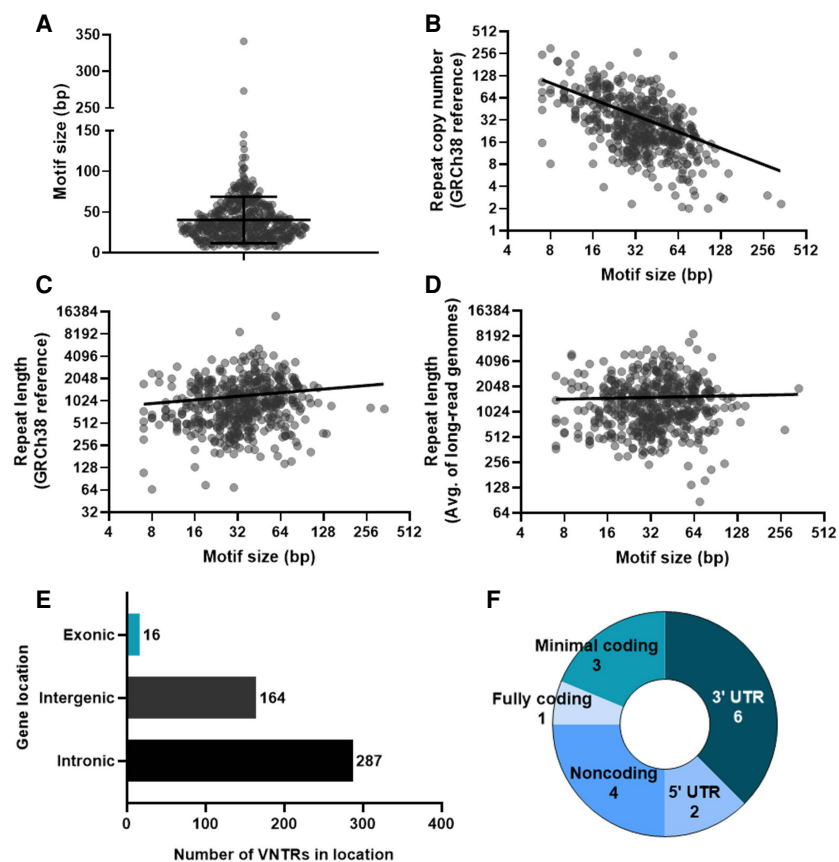 A
Motif size (bp)
350
300
250
150
100
50
0
B
Repeat copy number
(GRCh38 reference)
512
256
128
64
32
16
8
4
2
1
4 8 16 32 64 128 256 512
Motif size (bp)
C
Repeat length
(GRCh38 reference)
16384
8192
4096
2048
1024
512
256
128
64
32
4 8 16 32 64 128 256 512
Motif size (bp)
D
Repeat length
(Avg. of long-read genomes)
16384
8192
4096
2048
1024
512
256
128
64
4 8 16 32 64 128 256 512
Motif size (bp)
E
Gene location
Exonic 16
Intergenic 164
Intronic 287
0 100 200 300 400
Number of VNTRs in location
F
Minimal coding
3
3' UTR
6
Fully coding
1
Noncoding
4
5' UTR
2